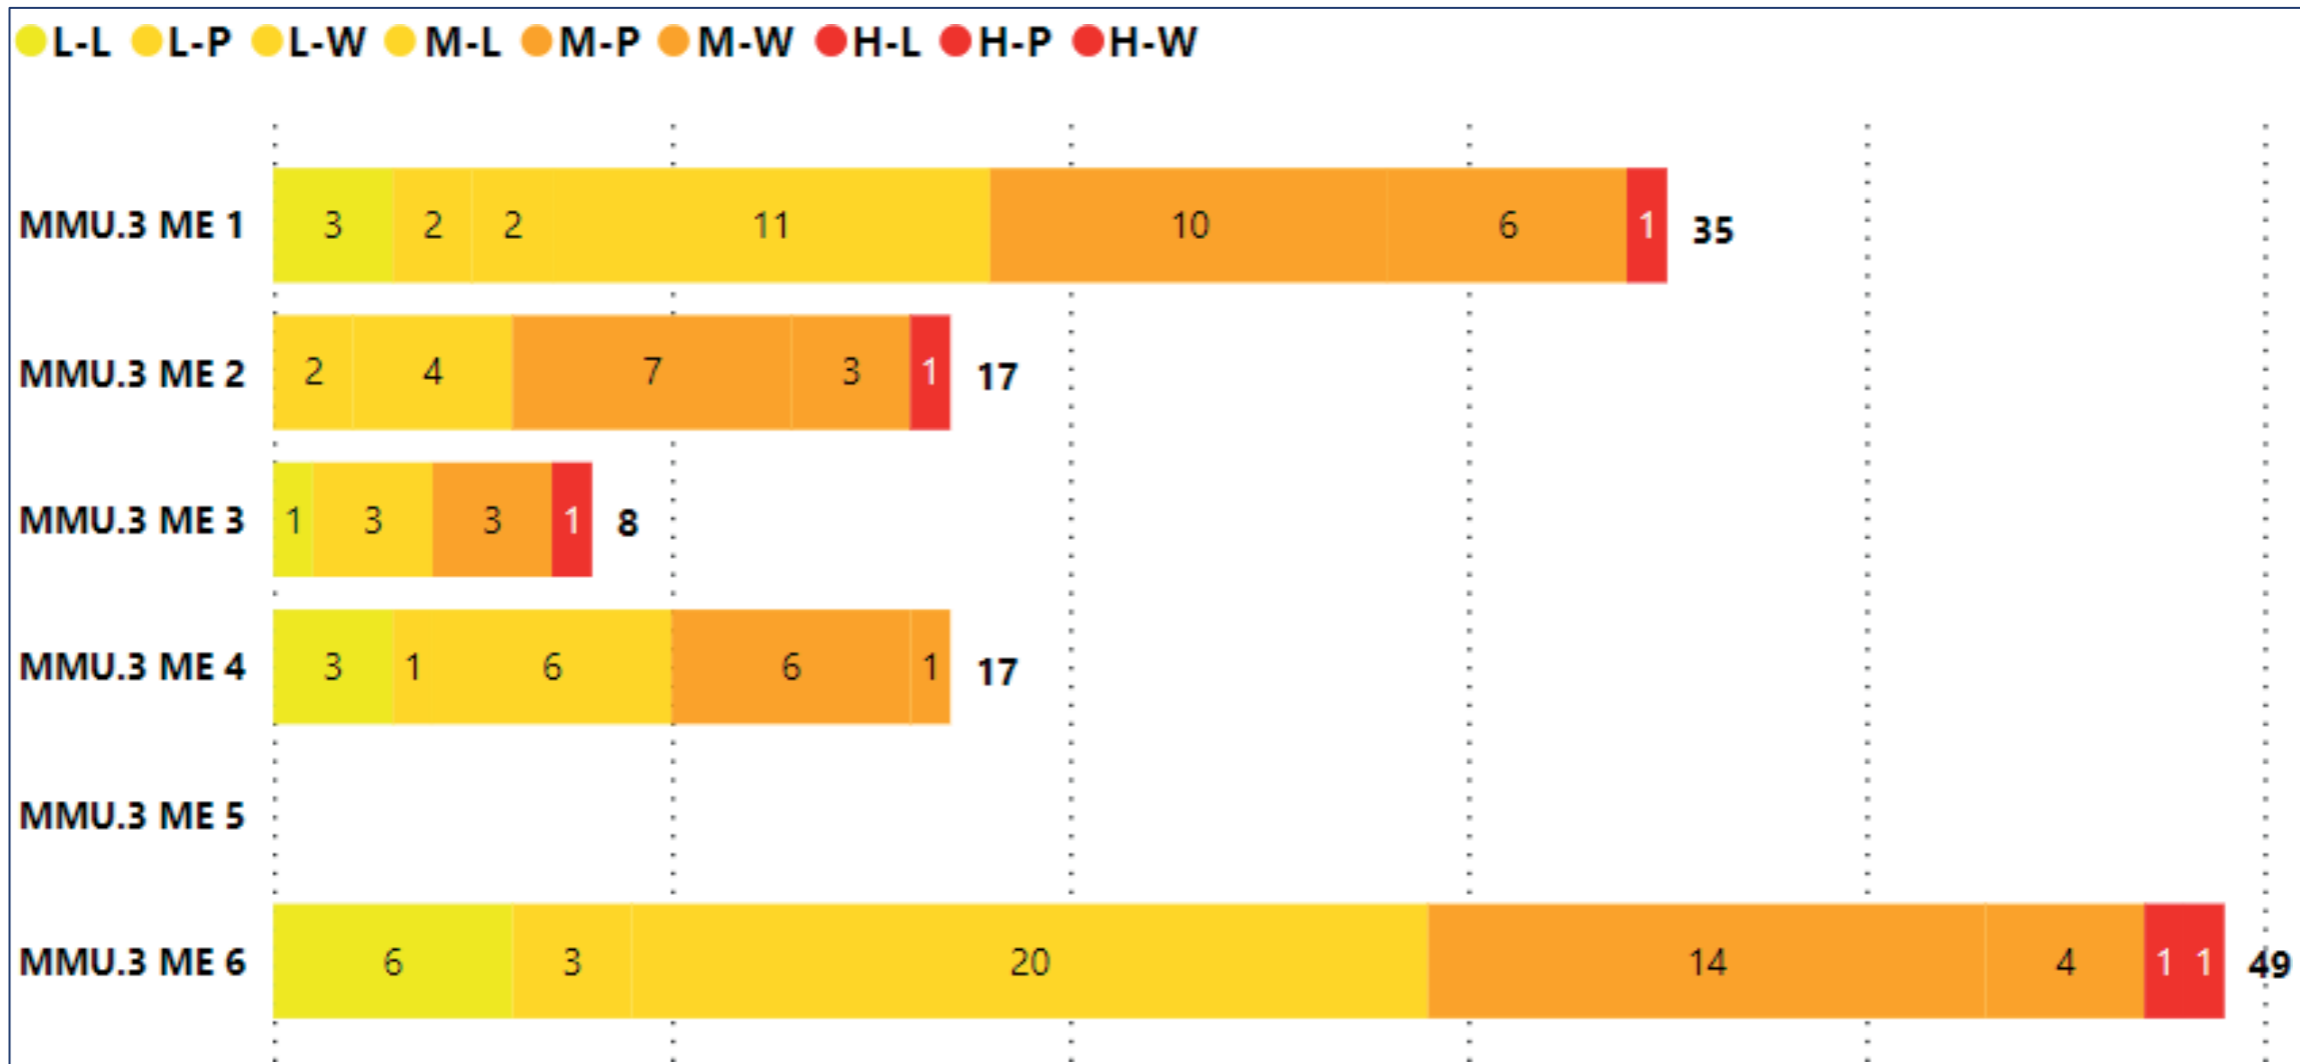 L-L L-P L-W M-L M-P M-W H-L H-P H-W
MMU.3 ME 1 3 2 2 11 10 6 1 35
MMU.3 ME 2 2 4 7 3 1 17
MMU.3 ME 3 1 3 3 1 8
MMU.3 ME 4 3 1 6 6 1 17
MMU.3 ME 5
MMU.3 ME 6 6 3 20 14 4 1 1 49